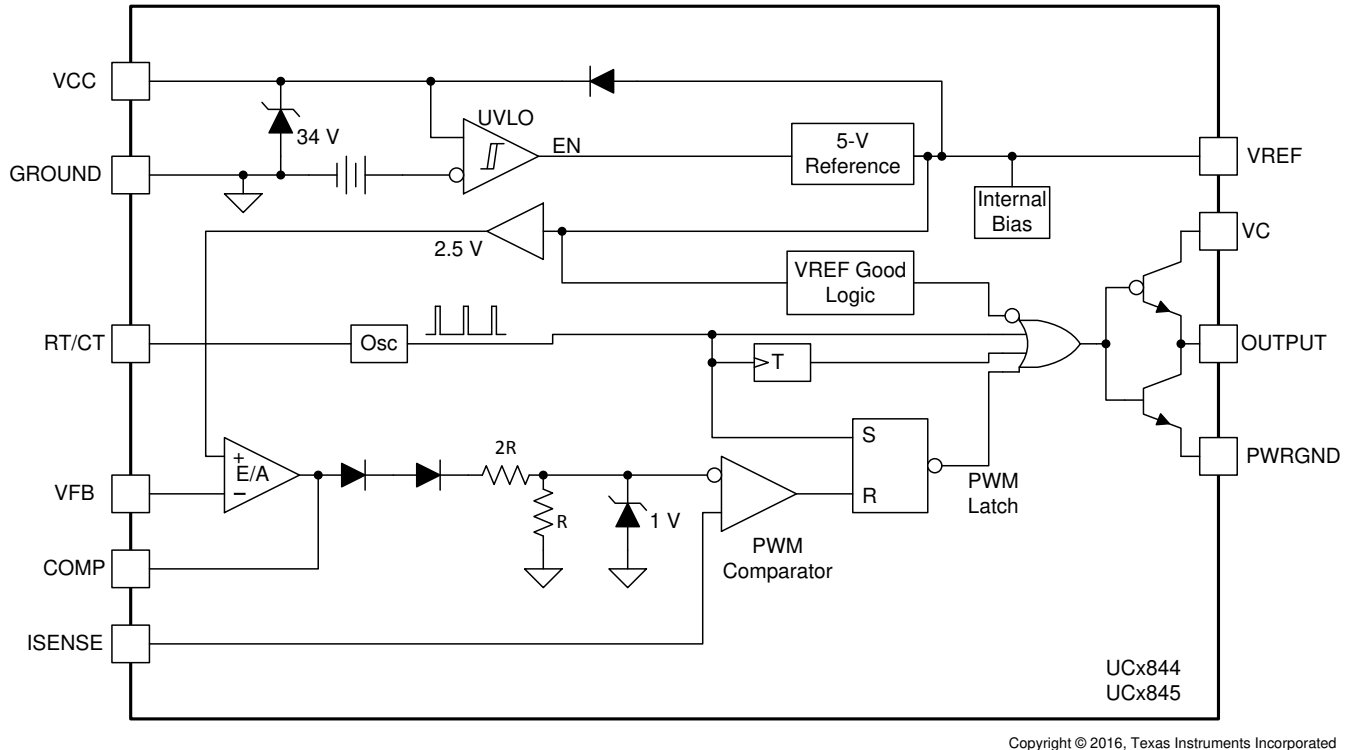 VCC
UVLO
34 V
EN
5-V
Reference
GROUND
VREF
Internal
Bias
VC
2.5 V
VREF Good
Logic
RT/CT
Osc
T
OUTPUT
S
2R
+
E/A
−
R
PWM
Latch
PWRGND
VFB
R
1 V
PWM
Comparator
COMP
ISENSE
UCx844
UCx845
Copyright © 2016, Texas Instruments Incorporated